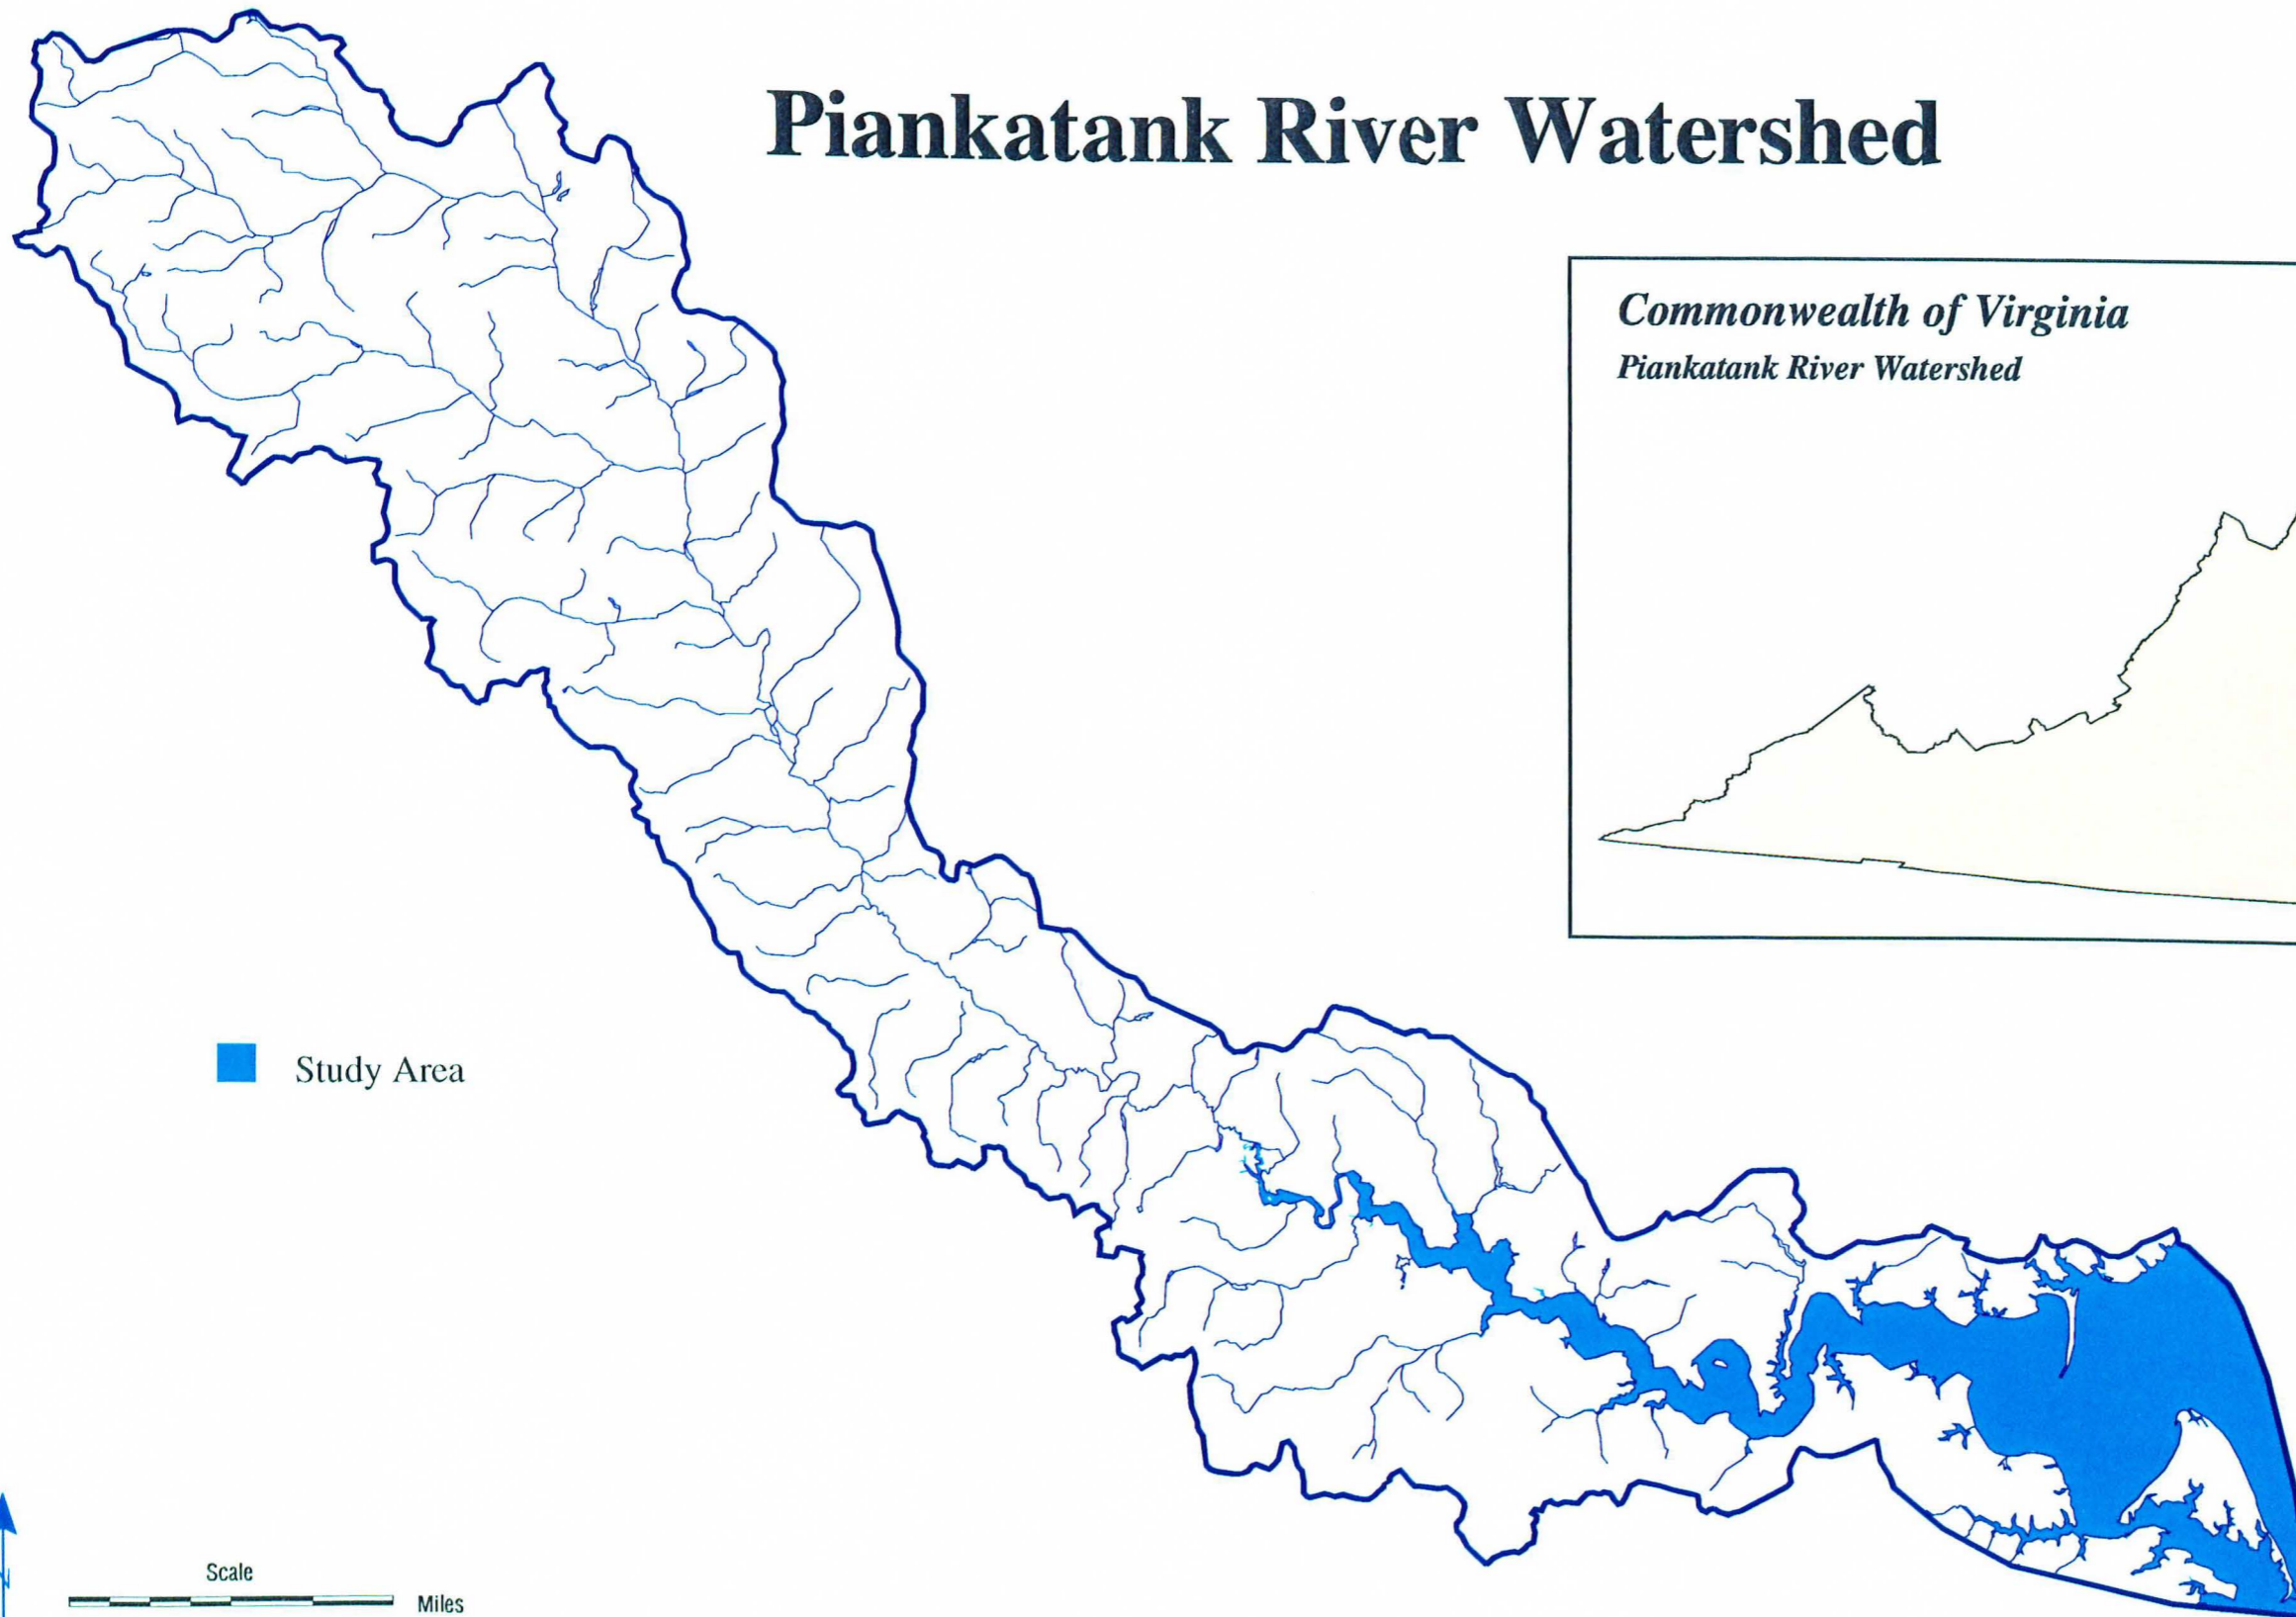 Piankatank River Watershed
Commonwealth of Virginia
Piankatank River Watershed
Study Area
Scale
Miles